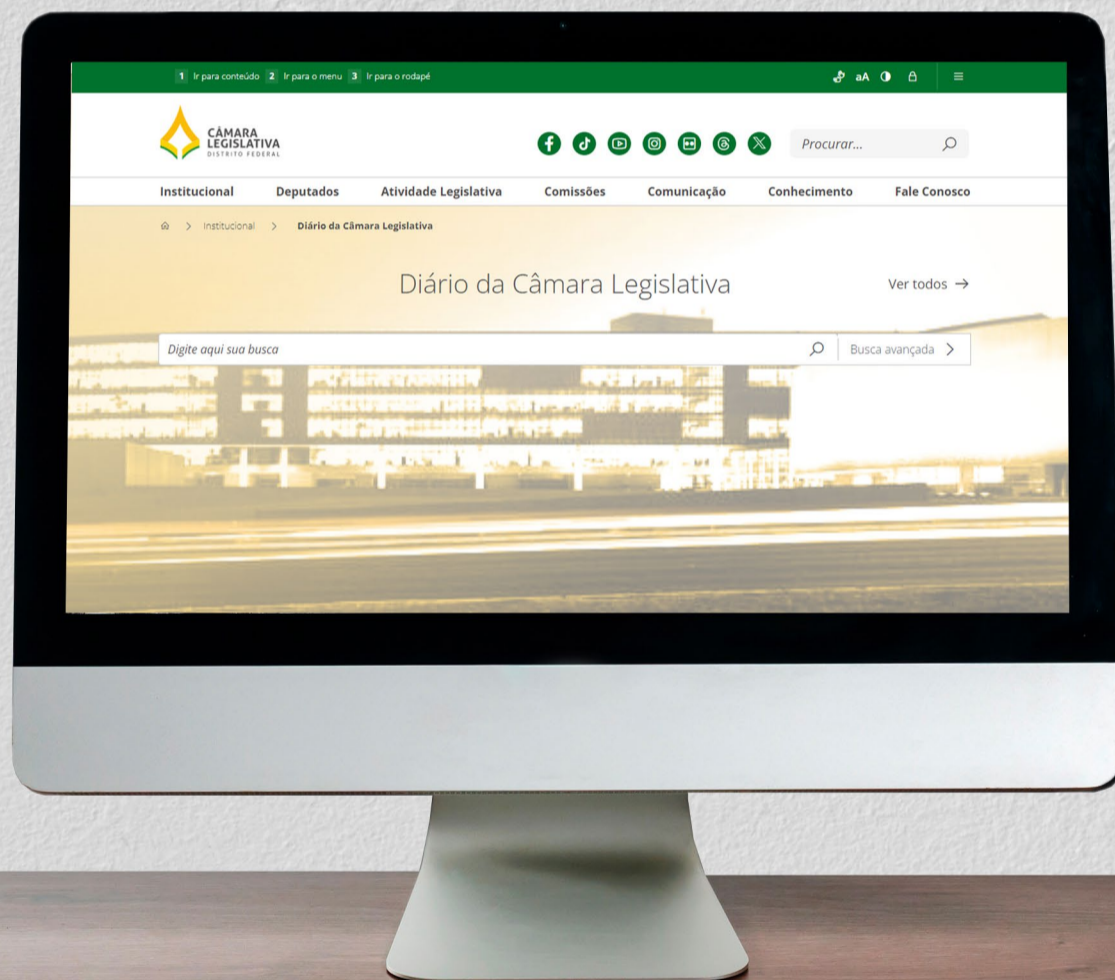 1 Ir para conteúdo 2 Ir para o menu 3 Ir para o rodapé aA
CÂMARA
LEGISLATIVA
DISTRITO FEDERAL
Procurar...
Institucional Deputados Atividade Legislativa Comissões Comunicação Conhecimento Fale Conosco
Institucional > Diário da Câmara Legislativa
Diário da Câmara Legislativa
Ver todos →
Digite aqui sua busca
Busca avançada >